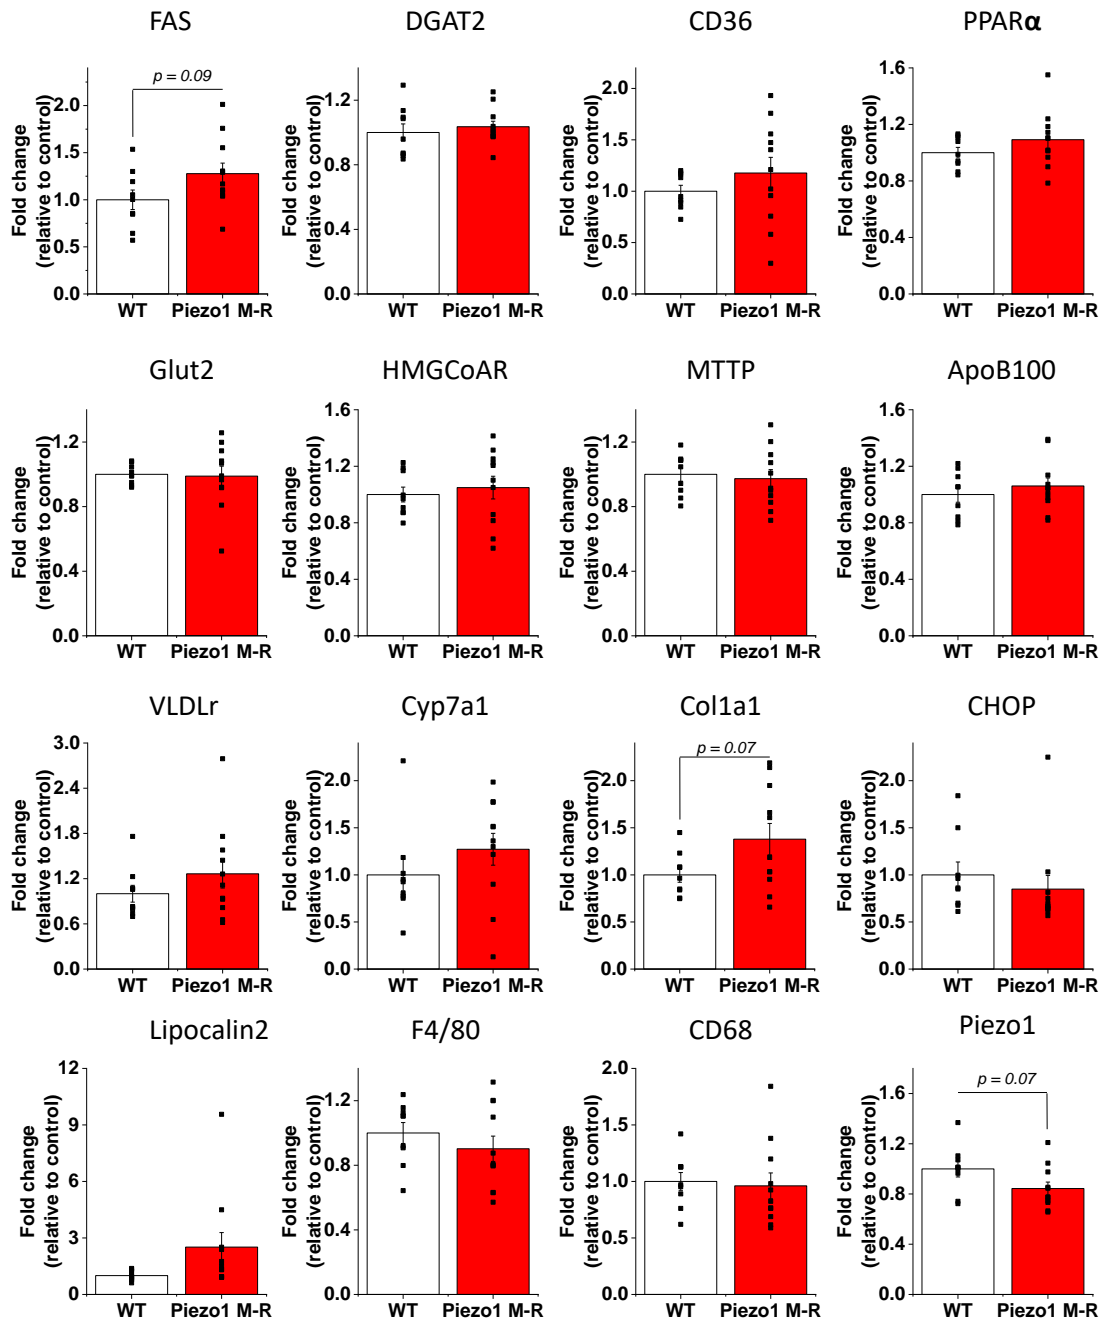 FAS DGAT2 CD36 PPARα
Fold change
(relative to control)
2.0
1.5
1.0
0.5
0.0
p = 0.09
WT Piezo1 M-R
Fold change
(relative to control)
1.2
0.8
0.4
0.0
WT Piezo1 M-R
Fold change
(relative to control)
2.0
1.5
1.0
0.5
0.0
WT Piezo1 M-R
Fold change
(relative to control)
1.6
1.2
0.8
0.4
0.0
WT Piezo1 M-R
Glut2 HMGCoAR MTTP ApoB100
Fold change
(relative to control)
1.2
0.8
0.4
0.0
WT Piezo1 M-R
Fold change
(relative to control)
1.6
1.2
0.8
0.4
0.0
WT Piezo1 M-R
Fold change
(relative to control)
1.2
0.8
0.4
0.0
WT Piezo1 M-R
Fold change
(relative to control)
1.6
1.2
0.8
0.4
0.0
WT Piezo1 M-R
VLDLr Cyp7a1 Col1a1 CHOP
Fold change
(relative to control)
3.0
2.4
1.8
1.2
0.6
0.0
WT Piezo1 M-R
Fold change
(relative to control)
2.0
1.5
1.0
0.5
0.0
WT Piezo1 M-R
Fold change
(relative to control)
2.0
1.5
1.0
0.5
0.0
p = 0.07
WT Piezo1 M-R
Fold change
(relative to control)
2.0
1.5
1.0
0.5
0.0
WT Piezo1 M-R
Lipocalin2 F4/80 CD68 Piezo1
Fold change
(relative to control)
12
9
6
3
0
WT Piezo1 M-R
Fold change
(relative to control)
1.2
0.8
0.4
0.0
WT Piezo1 M-R
Fold change
(relative to control)
2.0
1.5
1.0
0.5
0.0
WT Piezo1 M-R
Fold change
(relative to control)
1.6
1.2
0.8
0.4
0.0
p = 0.07
WT Piezo1 M-R